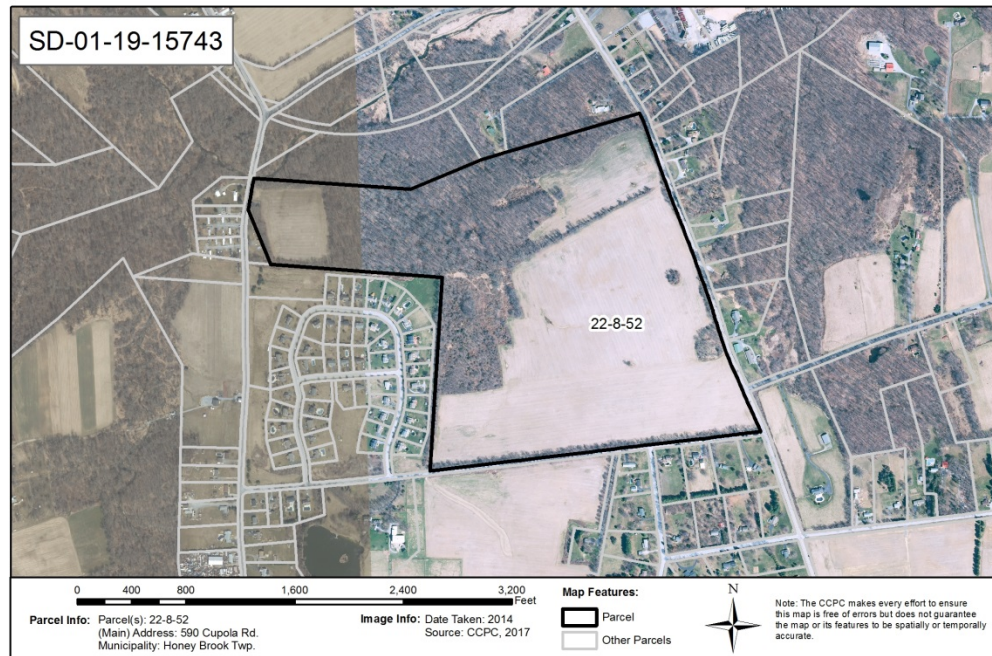 SD-01-19-15743
22-8-52
0 400 800 1,600 2,400 3,200
Feet
Parcel Info: Parcel(s): 22-8-52
(Main) Address: 590 Cupola Rd.
Municipality: Honey Brook Twp.
Image Info: Date Taken: 2014
Source: CCPC, 2017
Map Features:
Parcel
Other Parcels
N
Note: The CCPC makes every effort to ensure
this map is free of errors but does not guarantee
the map or its features to be spatially or temporally
accurate.